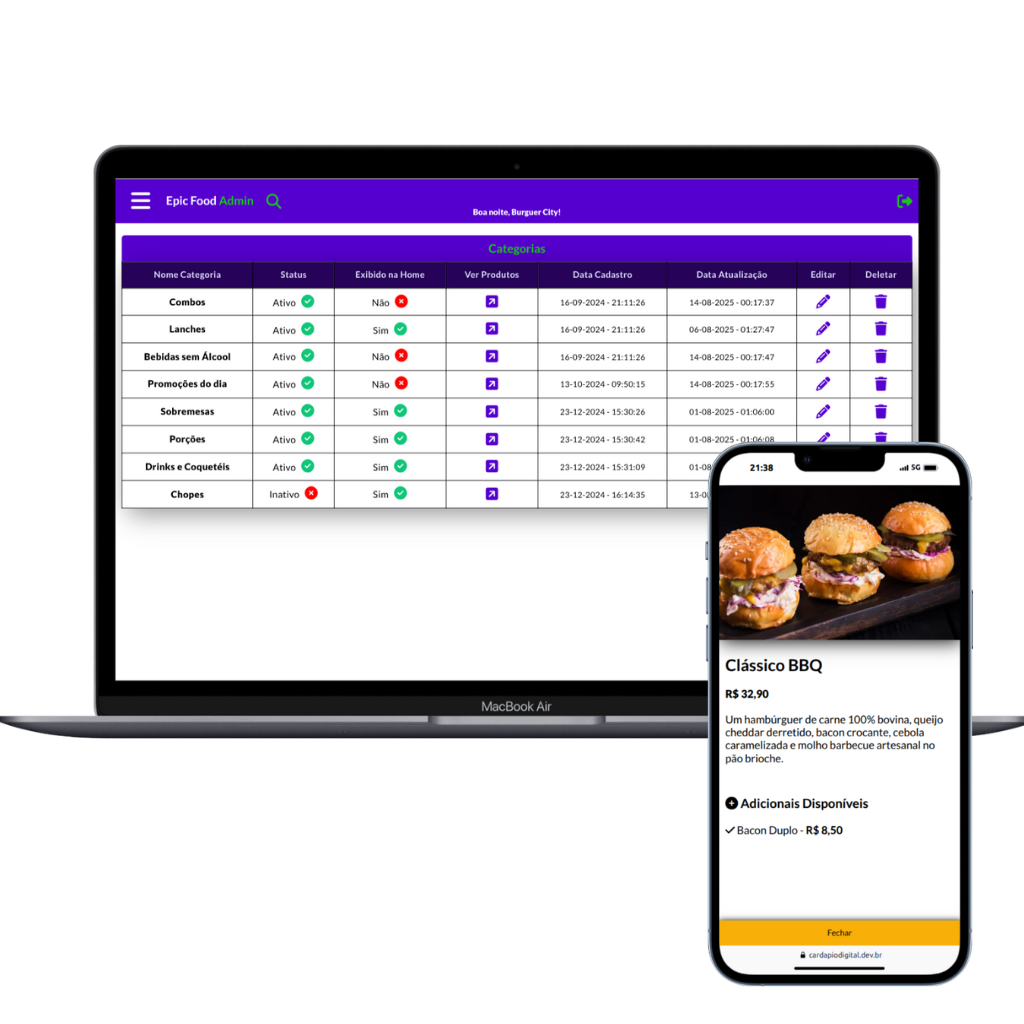 Epic Food Admin
Boa noite, Burguer City!
Categorias
Nome Categoria Status Exibido na Home Ver Produtos Data Cadastro Data Atualização Editar Deletar
Combos Ativo Não 16-09-2024 - 21:11:26 14-08-2025 - 00:17:37
Lanches Ativo Sim 16-09-2024 - 21:11:26 06-08-2025 - 01:27:47
Bebidas sem Álcool Ativo Não 16-09-2024 - 21:11:26 14-08-2025 - 00:17:47
Promoções do dia Ativo Não 13-10-2024 - 09:50:15 14-08-2025 - 00:17:55
Sobremesas Ativo Sim 23-12-2024 - 15:30:26 01-08-2025 - 01:06:00
Porções Ativo Sim 23-12-2024 - 15:30:42 01-08-2025 - 01:06:08
Drinks e Coquetéis Ativo Sim 23-12-2024 - 15:31:09 01-08
Chopes Inativo Sim 23-12-2024 - 16:14:35 13-0
MacBook Air
21:38 5G
Clássico BBQ
R$ 32,90
Um hambúrguer de carne 100% bovina, queijo
cheddar derretido, bacon crocante, cebola
caramelizada e molho barbecue artesanal no
pão brioche.
Adicionais Disponíveis
Bacon Duplo - R$ 8,50
Fechar
cardapiodigital.dev.br